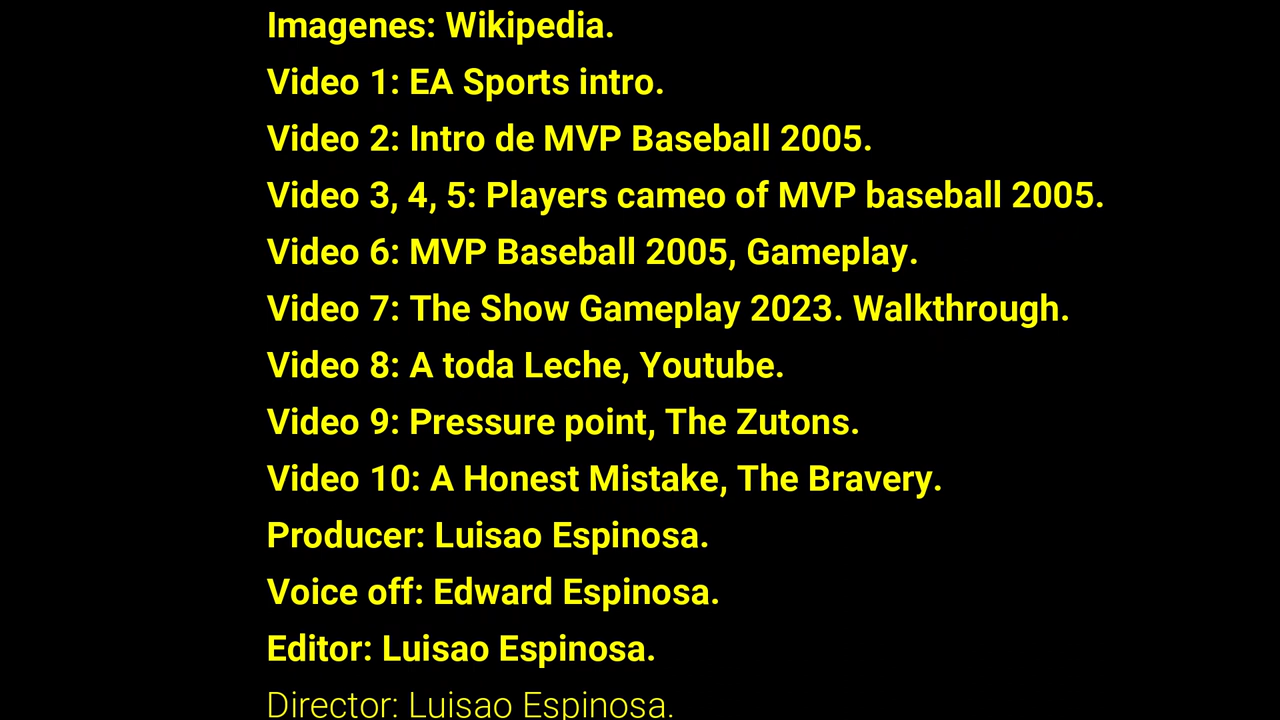 Imagenes: Wikipedia.
Video 1: EA Sports intro.
Video 2: Intro de MVP Baseball 2005.
Video 3, 4, 5: Players cameo of MVP baseball 2005.
Video 6: MVP Baseball 2005, Gameplay.
Video 7: The Show Gameplay 2023. Walkthrough.
Video 8: A toda Leche, Youtube.
Video 9: Pressure point, The Zutons.
Video 10: A Honest Mistake, The Bravery.
Producer: Luisao Espinosa.
Voice off: Edward Espinosa.
Editor: Luisao Espinosa.
Director: Luisao Espinosa.